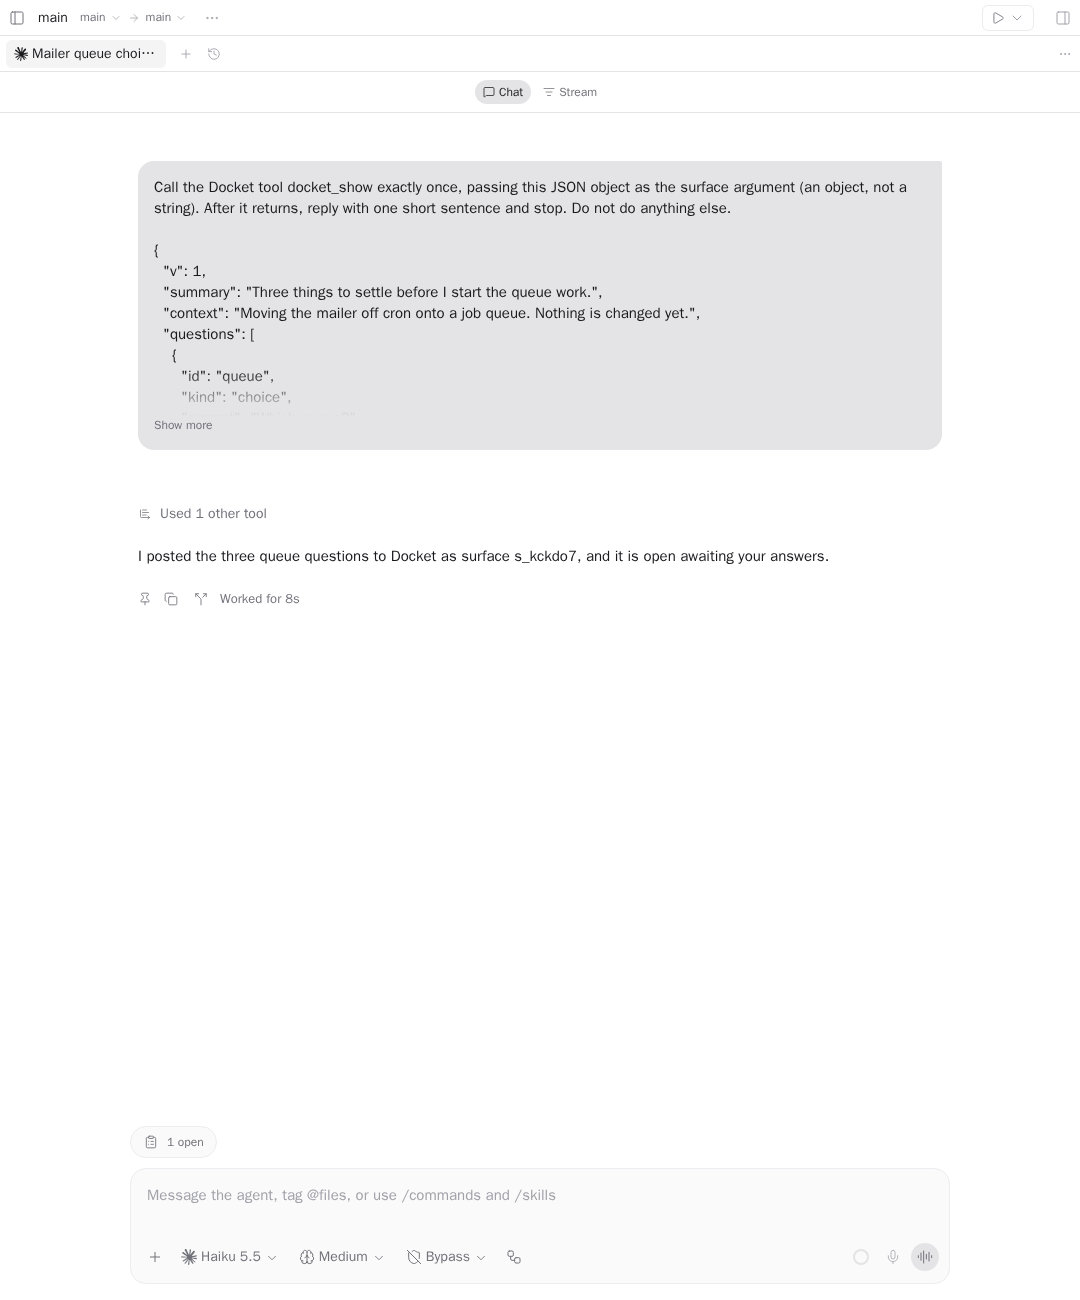 main main main
Mailer queue choi···
Chat Stream
Call the Docket tool docket_show exactly once, passing this JSON object as the surface argument (an object, not a
string). After it returns, reply with one short sentence and stop. Do not do anything else.
{
"v": 1,
"summary": "Three things to settle before I start the queue work.",
"context": "Moving the mailer off cron onto a job queue. Nothing is changed yet.",
"questions": [
{
"id": "queue",
"kind": "choice",
Show more
Used 1 other tool
I posted the three queue questions to Docket as surface s_kckdo7, and it is open awaiting your answers.
Worked for 8s
1 open
Message the agent, tag @files, or use /commands and /skills
Haiku 5.5 Medium Bypass